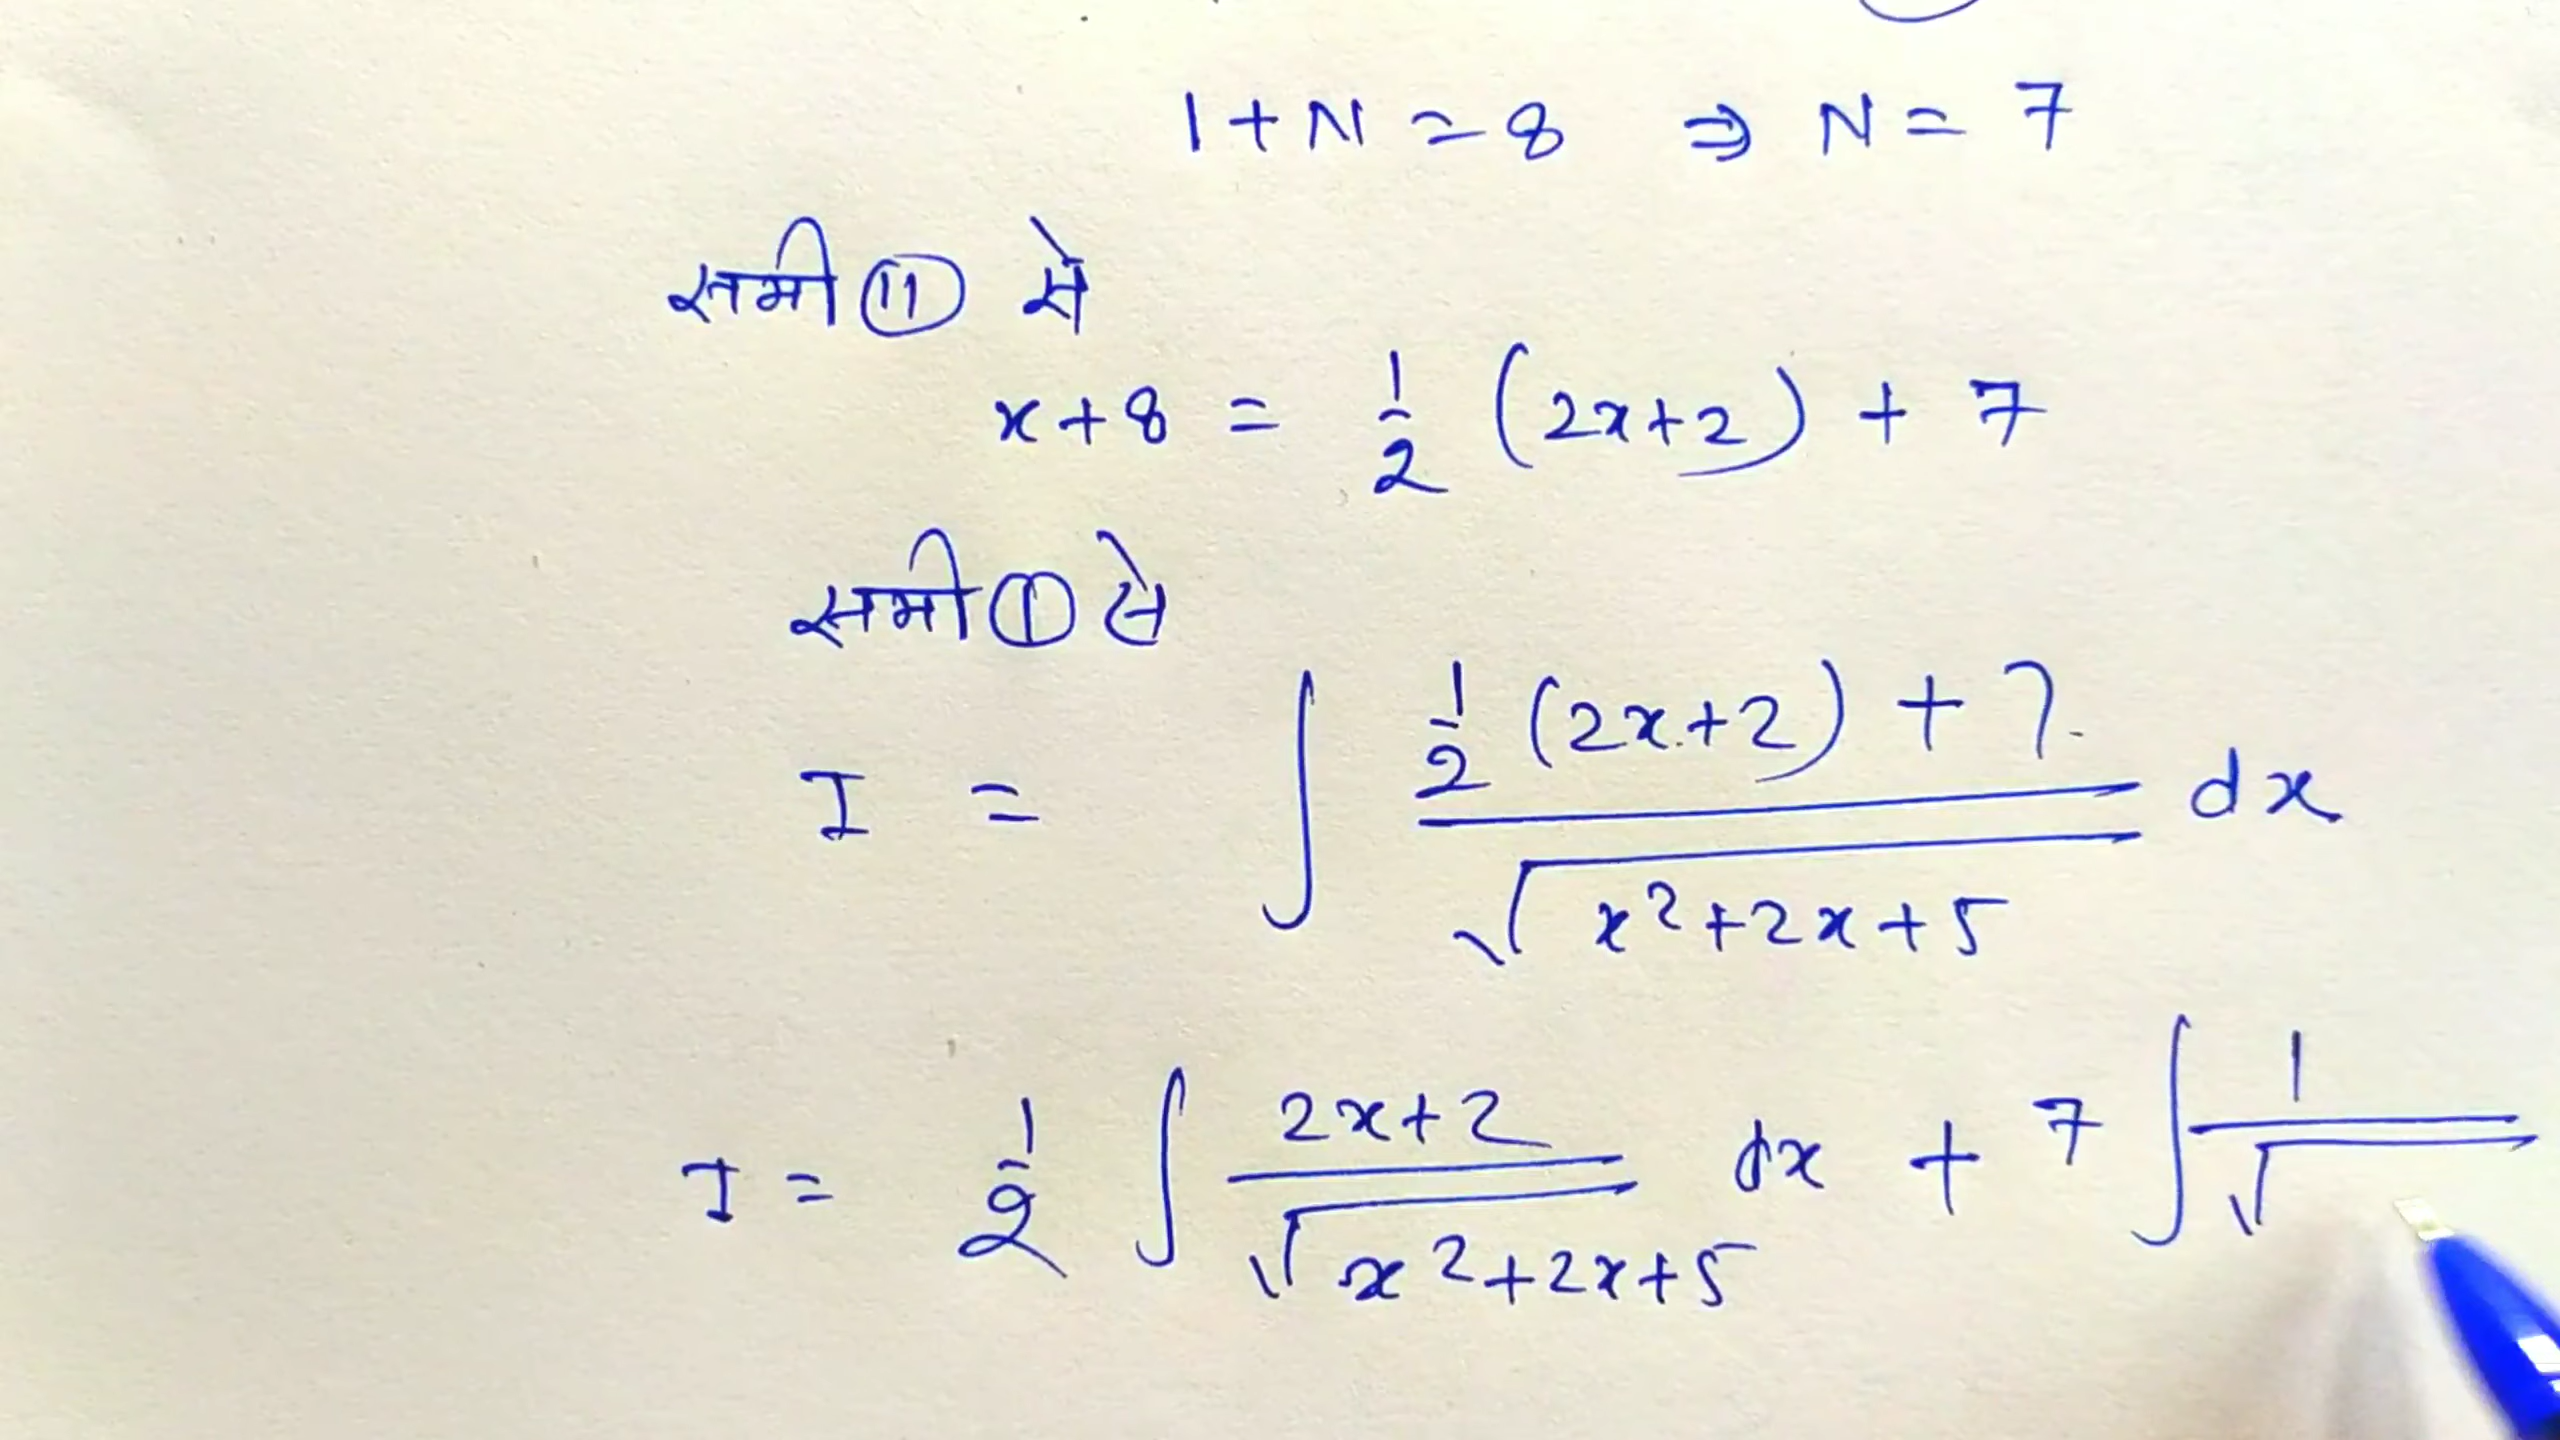 1 + N = 8 ⇒ N = 7
समी (11) से
x + 8 = 1/2 (2x+2) + 7
समी (1) से
I = ∫ (1/2 (2x+2) + 7) / √(x²+2x+5) dx
I = 1/2 ∫ (2x+2) / √(x²+2x+5) dx + 7 ∫ 1/√